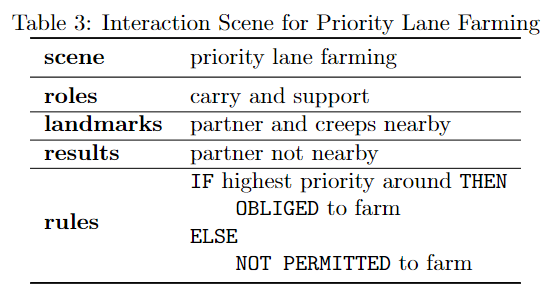 Table 3: Interaction Scene for Priority Lane Farming
scene priority lane farming
roles carry and support
landmarks partner and creeps nearby
results partner not nearby
rules IF highest priority around THEN
OBLIGED to farm
ELSE
NOT PERMITTED to farm